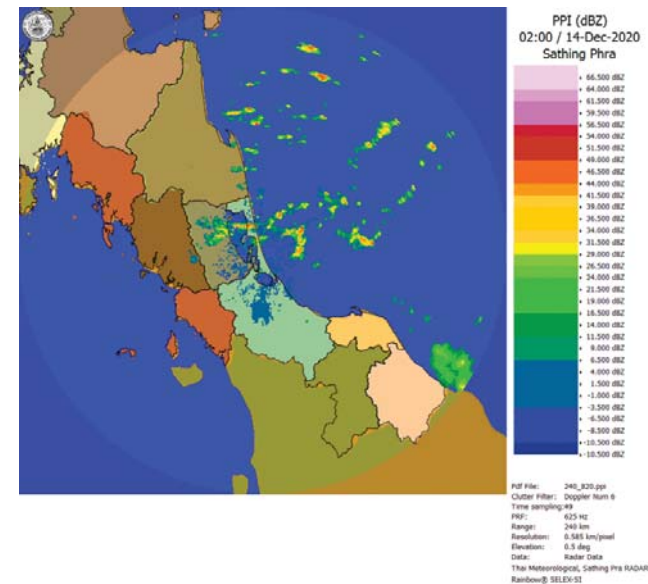 PPI (dBZ)
02:00 / 14-Dec-2020
Sathing Phra
66.500 dBZ
64.000 dBZ
61.500 dBZ
59.500 dBZ
56.500 dBZ
54.000 dBZ
51.500 dBZ
49.000 dBZ
46.500 dBZ
44.000 dBZ
41.500 dBZ
39.000 dBZ
36.500 dBZ
34.000 dBZ
31.500 dBZ
29.000 dBZ
26.500 dBZ
24.000 dBZ
21.500 dBZ
19.000 dBZ
16.500 dBZ
14.000 dBZ
11.500 dBZ
9.000 dBZ
6.500 dBZ
4.000 dBZ
1.500 dBZ
-1.000 dBZ
-3.500 dBZ
-6.500 dBZ
-8.500 dBZ
-10.500 dBZ
-10.500 dBZ
Pdf File: 240_820.ppi
Clutter Filter: Doppler Num 6
Time sampling:49
PRF: 625 Hz
Range: 240 km
Resolution: 0.585 km/pixel
Elevation: 0.5 deg
Data: Radar Data
Thai Meteorological, Sathing Phra RADAR
Rainbow® SELEX-SI